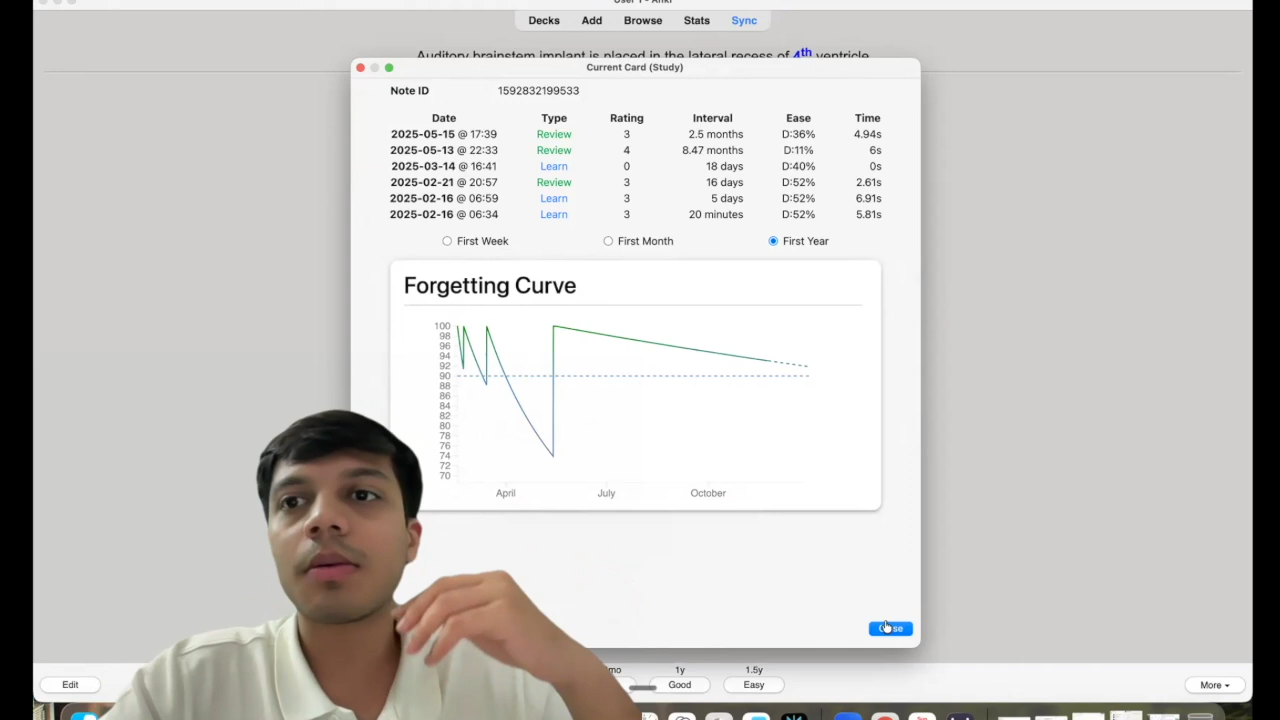 Decks Add Browse Stats Sync
Auditory brainstem implant is placed in the lateral recess of 4th ventricle
Current Card (Study)
Note ID 1592832199533
Date Type Rating Interval Ease Time
2025-05-15 @ 17:39 Review 3 2.5 months D:36% 4.94s
2025-05-13 @ 22:33 Review 4 8.47 months D:11% 6s
2025-03-14 @ 16:41 Learn 0 18 days D:40% 0s
2025-02-21 @ 20:57 Review 3 16 days D:52% 2.61s
2025-02-16 @ 06:59 Learn 3 5 days D:52% 6.91s
2025-02-16 @ 06:34 Learn 3 20 minutes D:52% 5.81s
First Week First Month First Year
Forgetting Curve
100
98
96
94
92
90
88
86
84
82
80
78
76
74
72
70
April July October
1y 1.5y
Edit Good Easy More